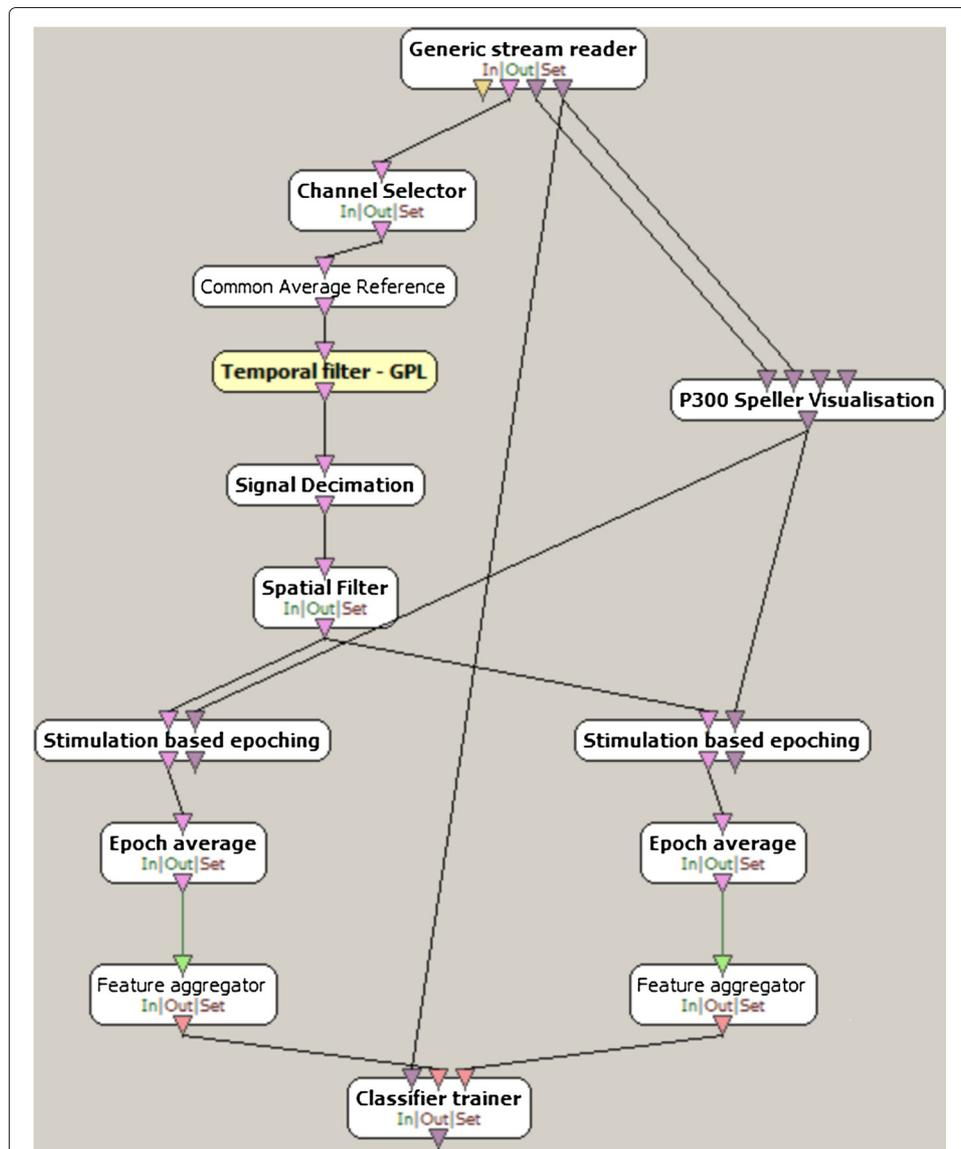 Generic stream reader
In|Out|Set
Channel Selector
In|Out|Set
Common Average Reference
Temporal filter - GPL
P300 Speller Visualisation
Signal Decimation
Spatial Filter
In|Out|Set
Stimulation based epoching
Stimulation based epoching
Epoch average
In|Out|Set
Epoch average
In|Out|Set
Feature aggregator
In|Out|Set
Feature aggregator
In|Out|Set
Classifier trainer
In|Out|Set